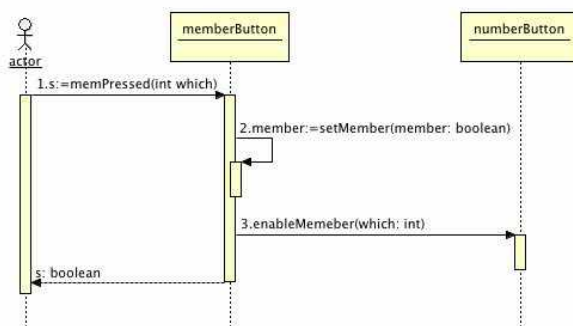 memberButton
numberButton
actor
1.s:=memPressed(int which)
2.member:=setMember(member: boolean)
3.enableMemeber(which: int)
s: boolean